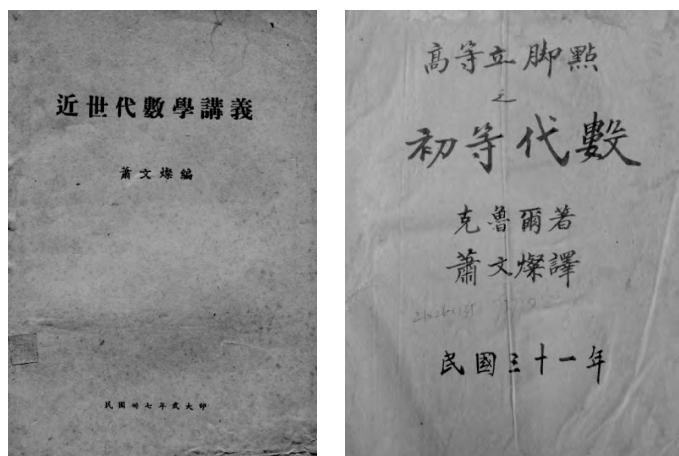 近世代數學講義
蕭文燦編
民國卅七年武大印
高等立脚點
之
初等代數
克魯爾著
蕭文燦譯
民國三十一年